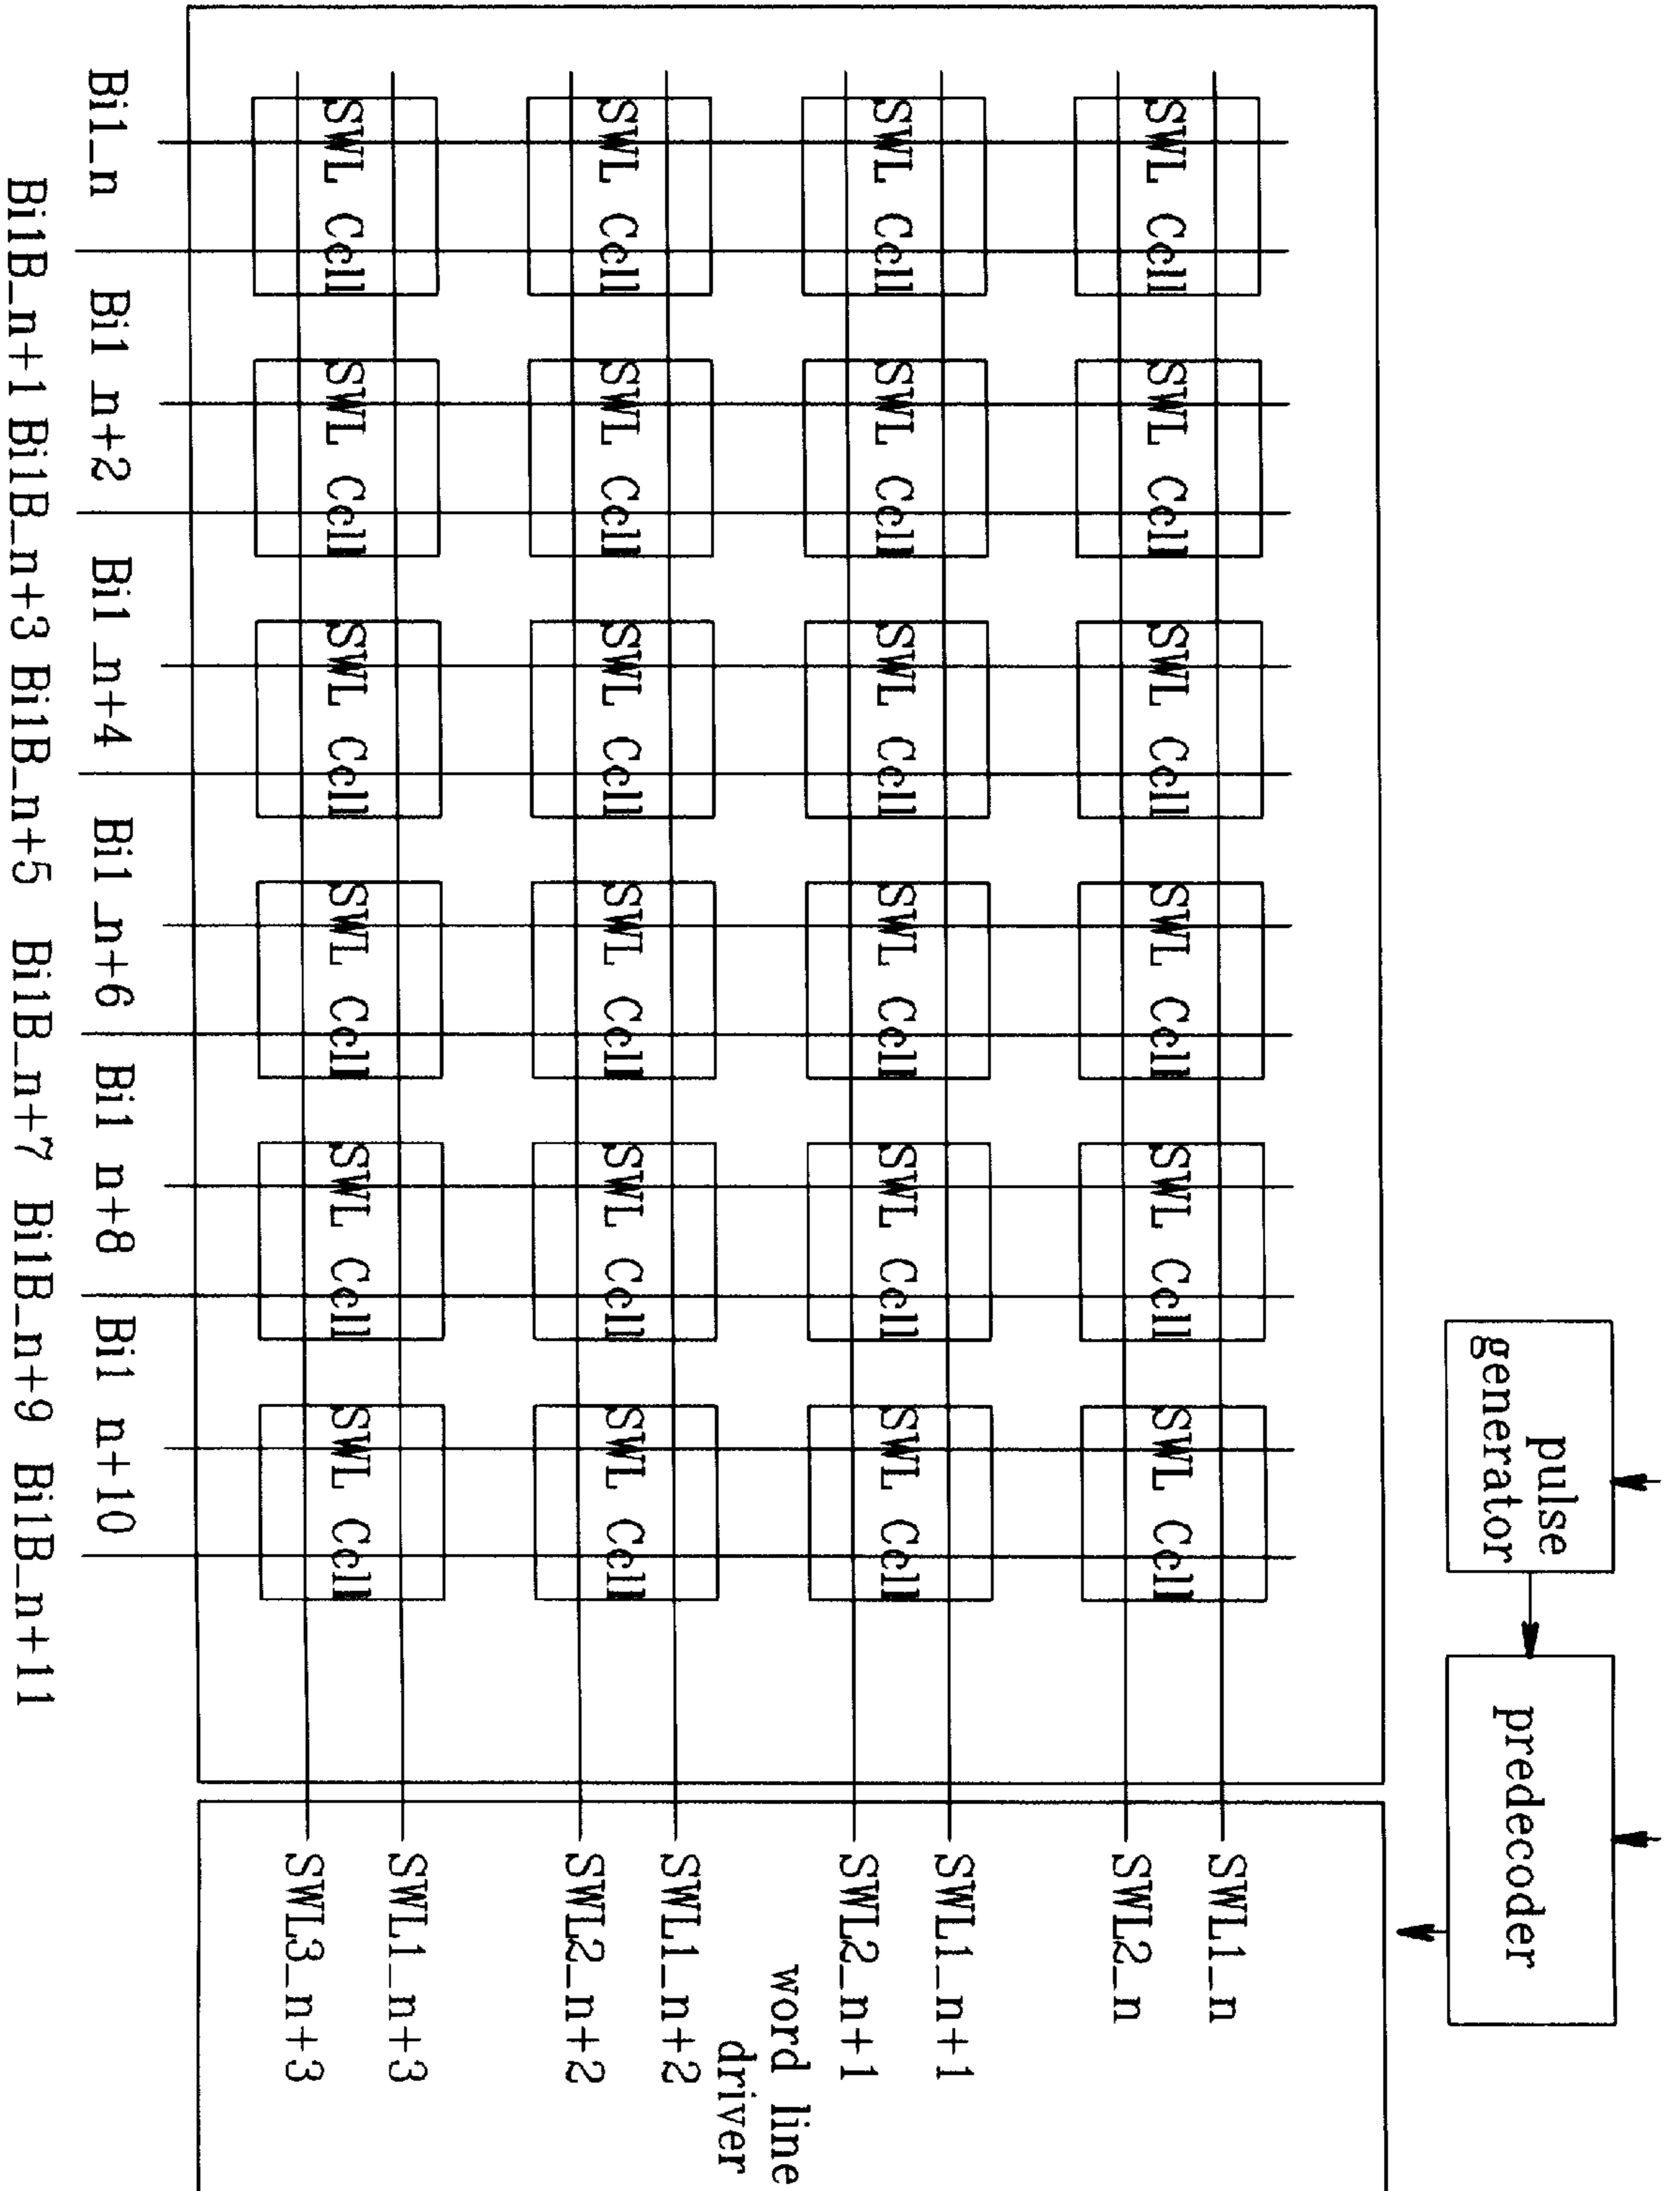 pulse
generator
predecoder
SWL1_n
SWL Cell SWL Cell SWL Cell SWL Cell SWL Cell SWL Cell
SWL2_n
SWL1_n+1
SWL Cell SWL Cell SWL Cell SWL Cell SWL Cell SWL Cell
SWL2_n+1
word line
driver
SWL1_n+2
SWL Cell SWL Cell SWL Cell SWL Cell SWL Cell SWL Cell
SWL2_n+2
SWL1_n+3
SWL Cell SWL Cell SWL Cell SWL Cell SWL Cell SWL Cell
SWL3_n+3
Bi1_n Bi1_n+2 Bi1_n+4 Bi1_n+6 Bi1 n+8 Bi1 n+10
Bi1B_n+1 Bi1B_n+3 Bi1B_n+5 Bi1B_n+7 Bi1B_n+9 Bi1B_n+11